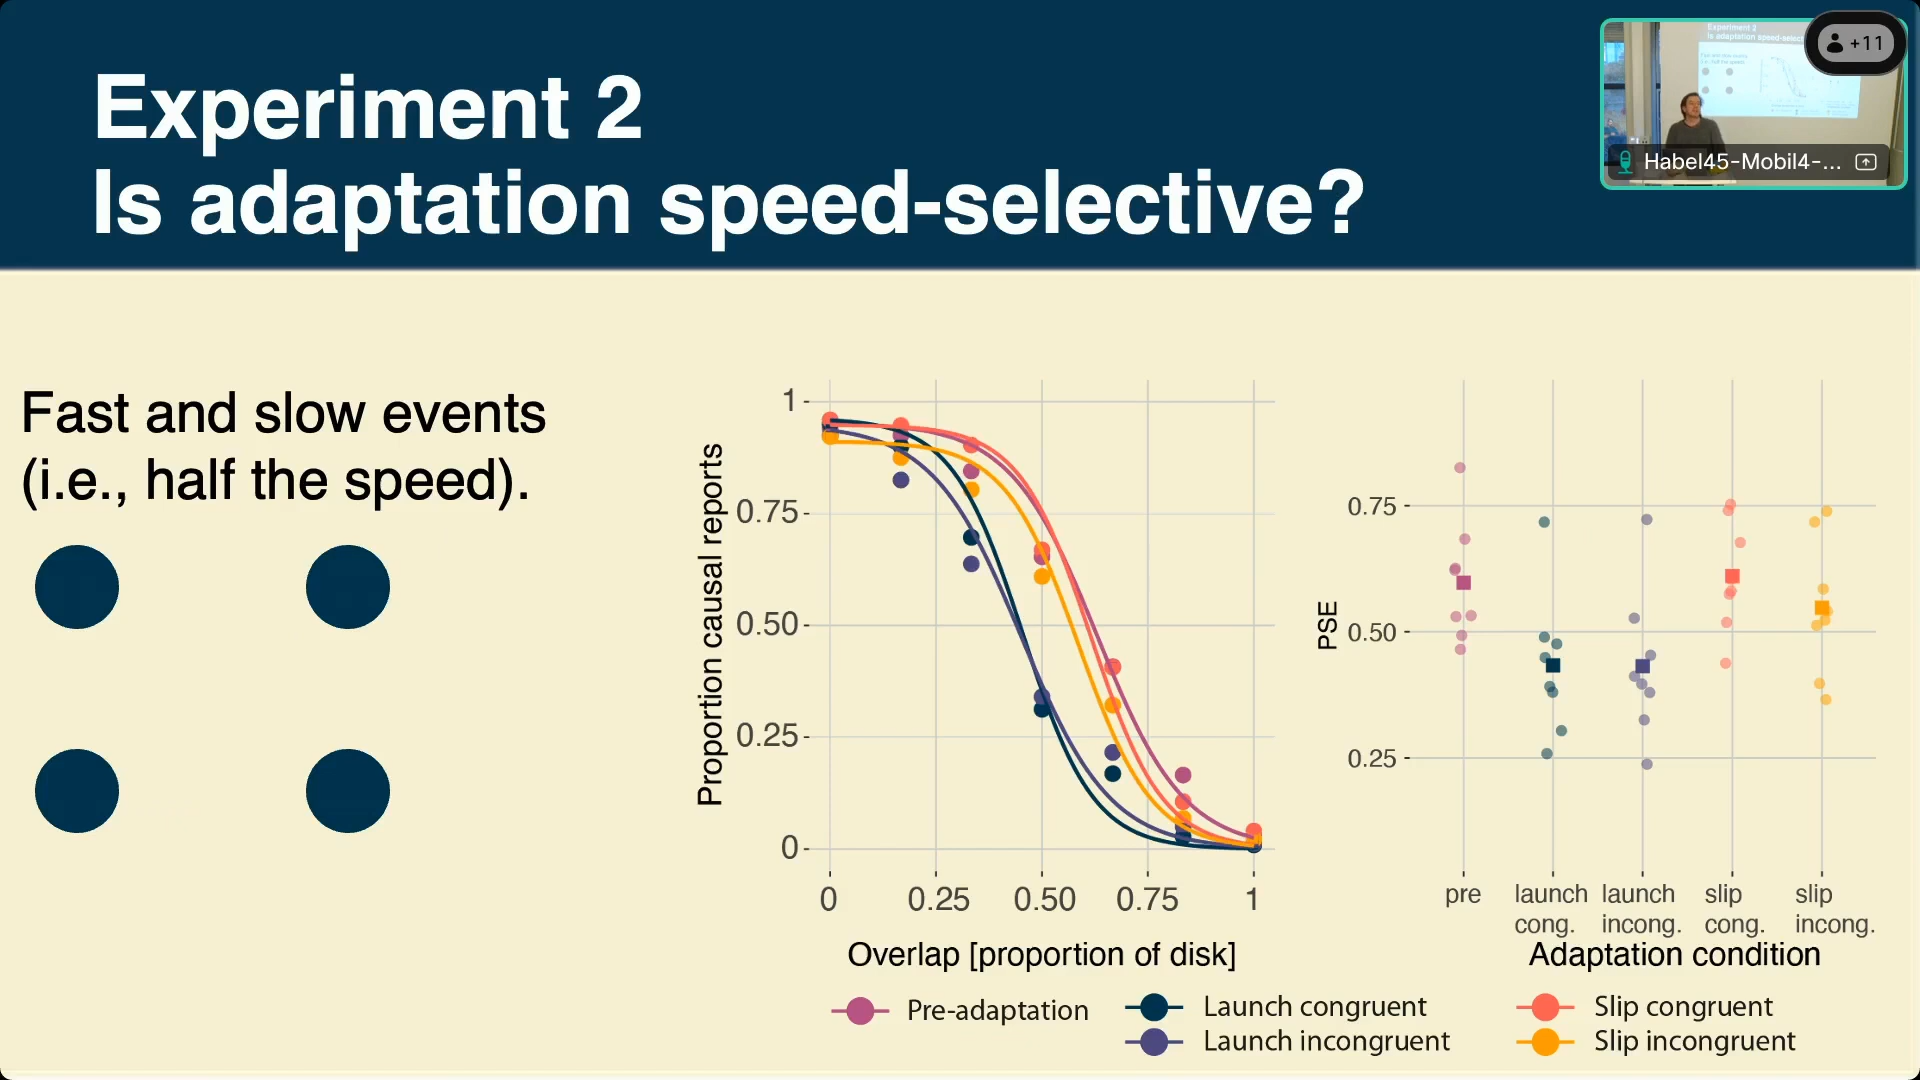 Experiment 2
Is adaptation speed-selective?
+11
Habel45-Mobil4-...
Fast and slow events
(i.e., half the speed).
Proportion causal reports
1
0.75
0.50
0.25
0
0 0.25 0.50 0.75 1
Overlap [proportion of disk]
PSE
0.75
0.50
0.25
pre launch launch slip slip
cong. incong. cong. incong.
Adaptation condition
Pre-adaptation
Launch congruent
Launch incongruent
Slip congruent
Slip incongruent